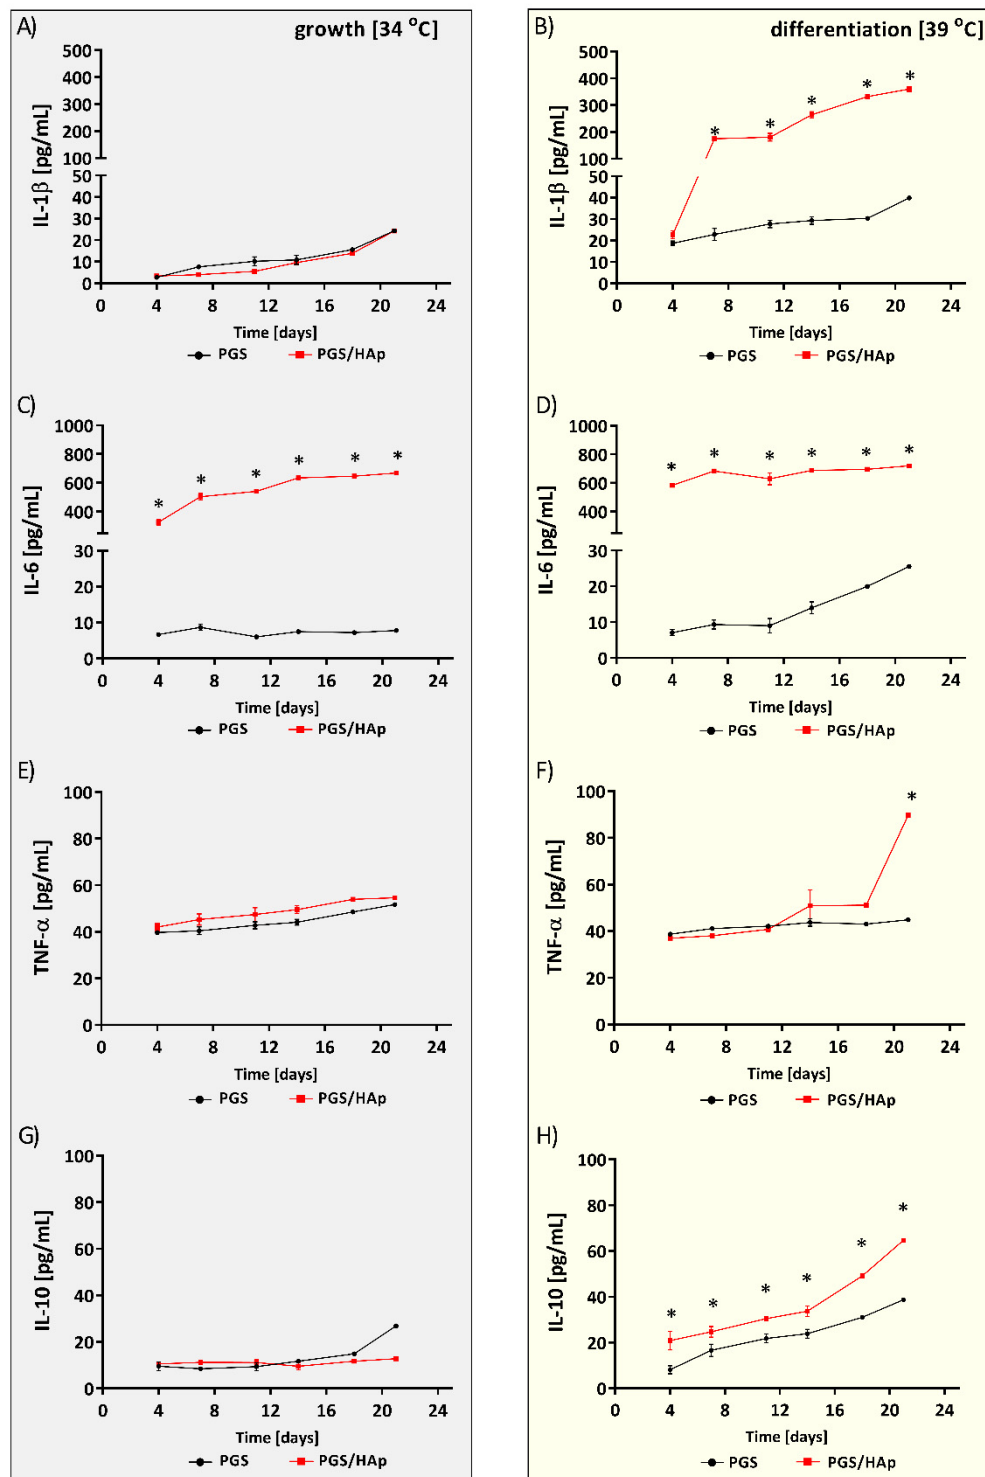 A) growth [34 °C]
500
400
300
200
100
50
40
30
20
10
0
IL-1β [pg/mL]
0 4 8 12 16 20 24
Time [days]
PGS PGS/HAp
B) differentiation [39 °C]
500
400
300
200
100
50
40
30
20
10
0
IL-1β [pg/mL]
* * * * *
0 4 8 12 16 20 24
Time [days]
PGS PGS/HAp
C)
1000
800
600
400
30
20
10
0
IL-6 [pg/mL]
* * * * * *
0 4 8 12 16 20 24
Time [days]
PGS PGS/HAp
D)
1000
800
600
400
30
20
10
0
IL-6 [pg/mL]
* * * * * *
0 4 8 12 16 20 24
Time [days]
PGS PGS/HAp
E)
100
80
60
40
20
0
TNF-α [pg/mL]
0 4 8 12 16 20 24
Time [days]
PGS PGS/HAp
F)
100
80
60
40
20
0
TNF-α [pg/mL]
*
0 4 8 12 16 20 24
Time [days]
PGS PGS/HAp
G)
100
80
60
40
20
0
IL-10 [pg/mL]
0 4 8 12 16 20 24
Time [days]
PGS PGS/HAp
H)
100
80
60
40
20
0
IL-10 [pg/mL]
* * * * * *
0 4 8 12 16 20 24
Time [days]
PGS PGS/HAp